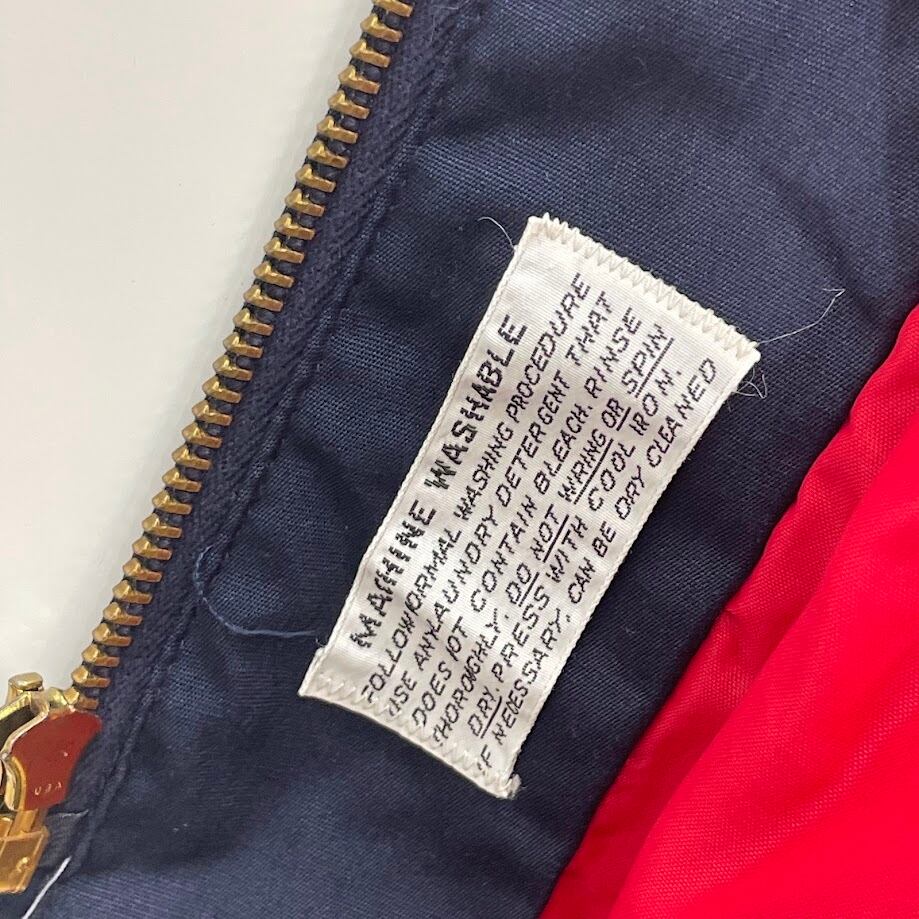 MACHINE WASHABLE
FOLLOW NORMAL WASHING PROCEDURE
USE ANY LAUNDRY DETERGENT THAT
DOES NOT CONTAIN BLEACH. RINSE
THOROUGHLY. DO NOT WRING OR SPIN
DRY. PRESS WITH COOL IRON.
IF NECESSARY, CAN BE DRY CLEANED
USA